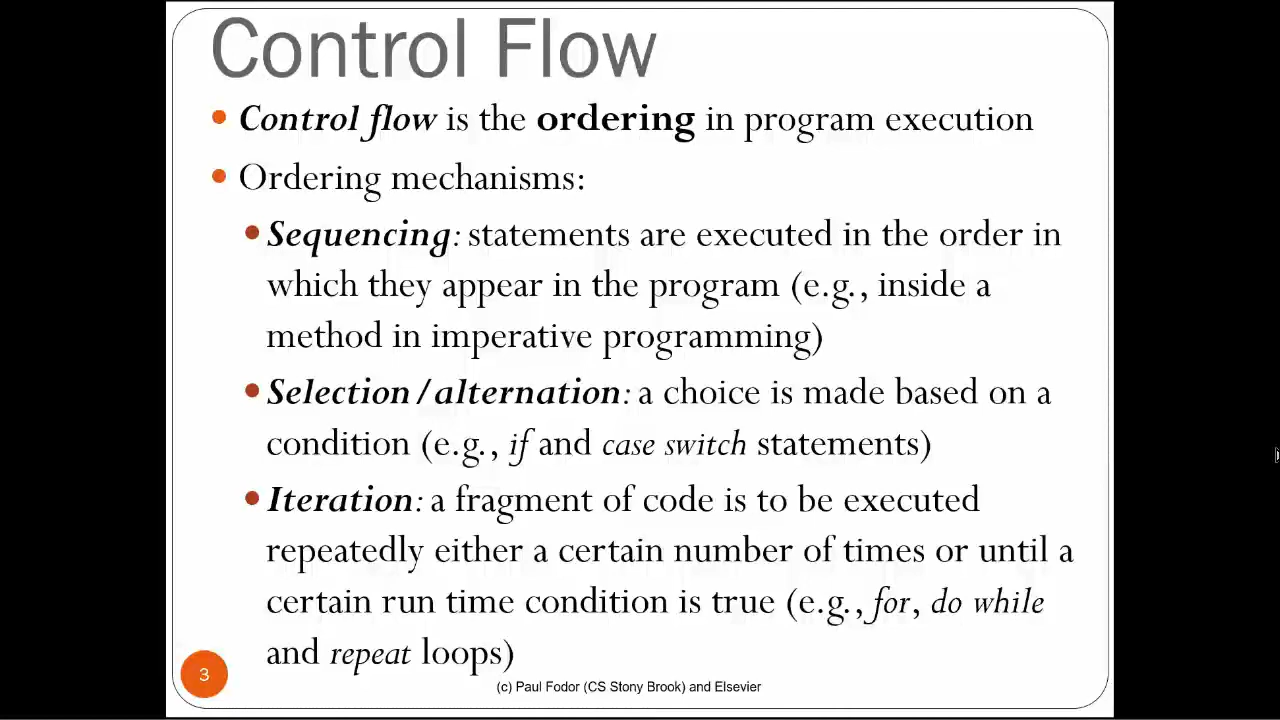 Control Flow
Control flow is the ordering in program execution
Ordering mechanisms:
Sequencing: statements are executed in the order in
which they appear in the program (e.g., inside a
method in imperative programming)
Selection/alternation: a choice is made based on a
condition (e.g., if and case switch statements)
Iteration: a fragment of code is to be executed
repeatedly either a certain number of times or until a
certain run time condition is true (e.g., for, do while
and repeat loops)
3
(c) Paul Fodor (CS Stony Brook) and Elsevier